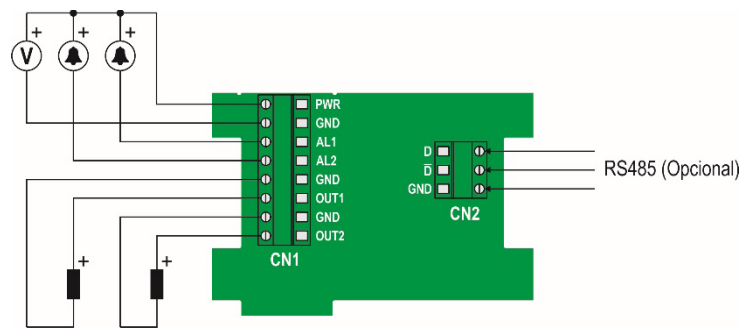 + + +
V
PWR
GND
AL1
AL2
GND
OUT1
GND
OUT2
CN1
+ +
D
D̅
GND
CN2
RS485 (Opcional)